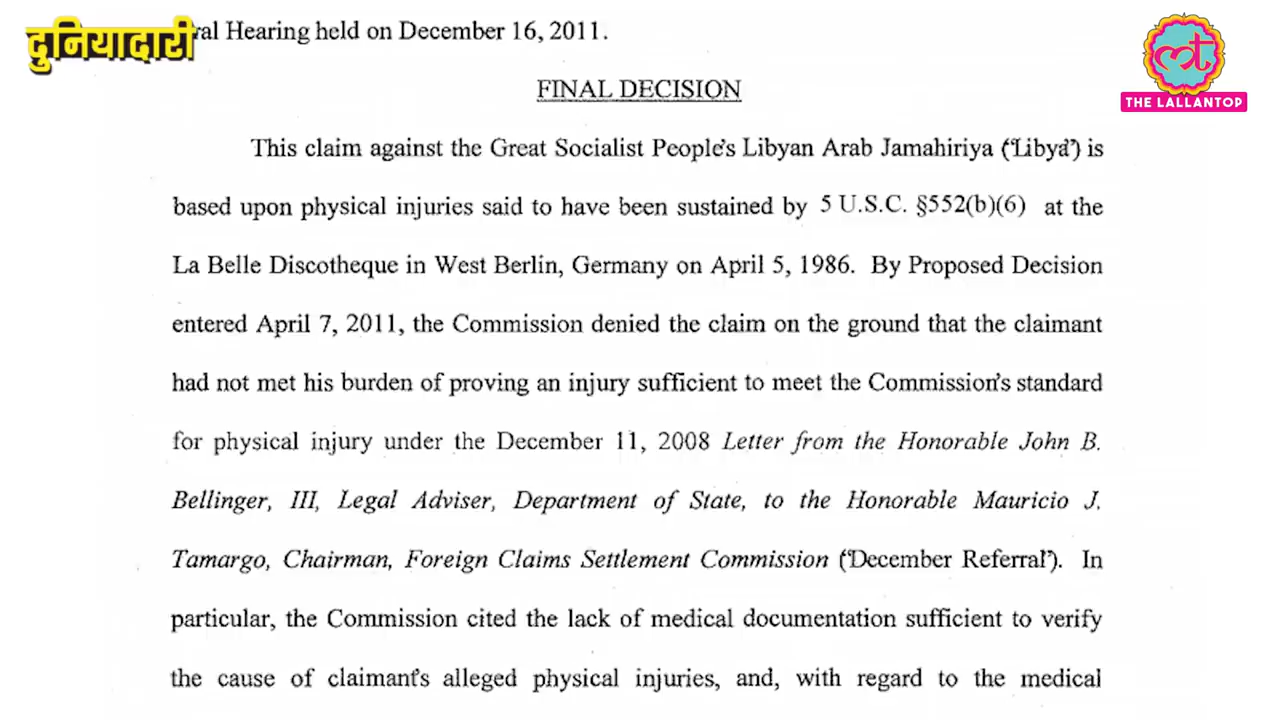 दुनियादारी
Hearing held on December 16, 2011.
THE LALLANTOP
FINAL DECISION
This claim against the Great Socialist People's Libyan Arab Jamahiriya ("Libya") is
based upon physical injuries said to have been sustained by 5 U.S.C. §552(b)(6) at the
La Belle Discotheque in West Berlin, Germany on April 5, 1986. By Proposed Decision
entered April 7, 2011, the Commission denied the claim on the ground that the claimant
had not met his burden of proving an injury sufficient to meet the Commission's standard
for physical injury under the December 11, 2008 Letter from the Honorable John B.
Bellinger, III, Legal Adviser, Department of State, to the Honorable Mauricio J.
Tamargo, Chairman, Foreign Claims Settlement Commission ("December Referral"). In
particular, the Commission cited the lack of medical documentation sufficient to verify
the cause of claimant's alleged physical injuries, and, with regard to the medical